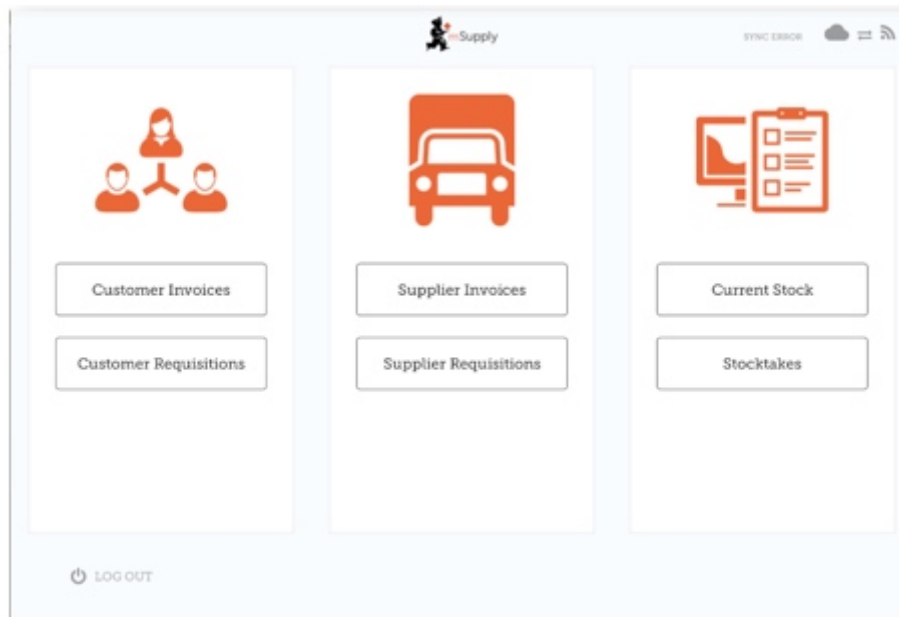 mSupply
SYNC ERROR
Customer Invoices
Customer Requisitions
Supplier Invoices
Supplier Requisitions
Current Stock
Stocktakes
LOG OUT